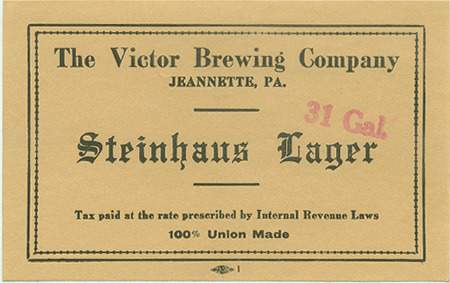 The Victor Brewing Company
JEANNETTE, PA.
31 Gal.
Steinhaus Lager
Tax paid at the rate prescribed by Internal Revenue Laws
100% Union Made
1